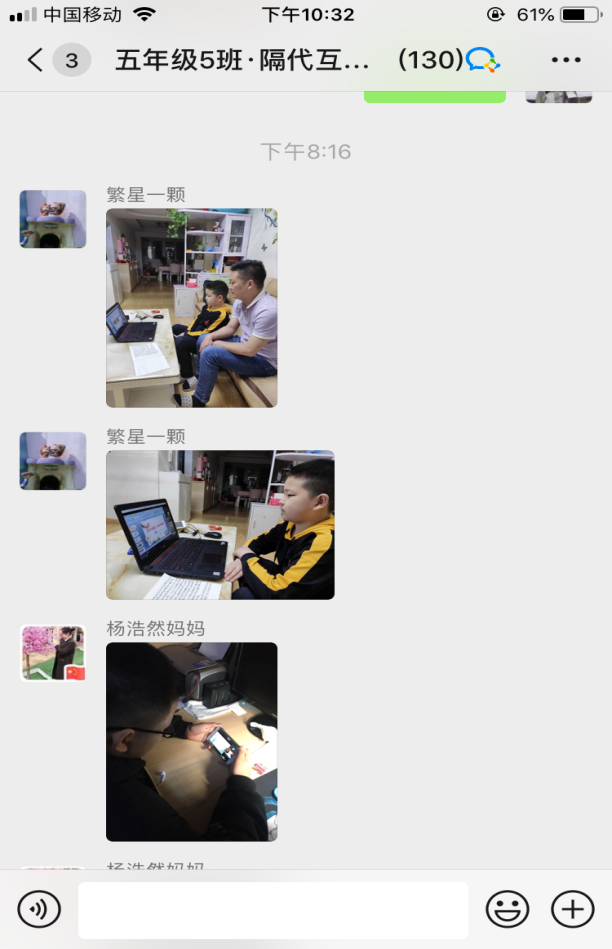 中国移动
下午10:32
61%
3
五年级5班·隔代互... (130)
下午8:16
繁星一颗
繁星一颗
杨浩然妈妈
杨浩然妈妈